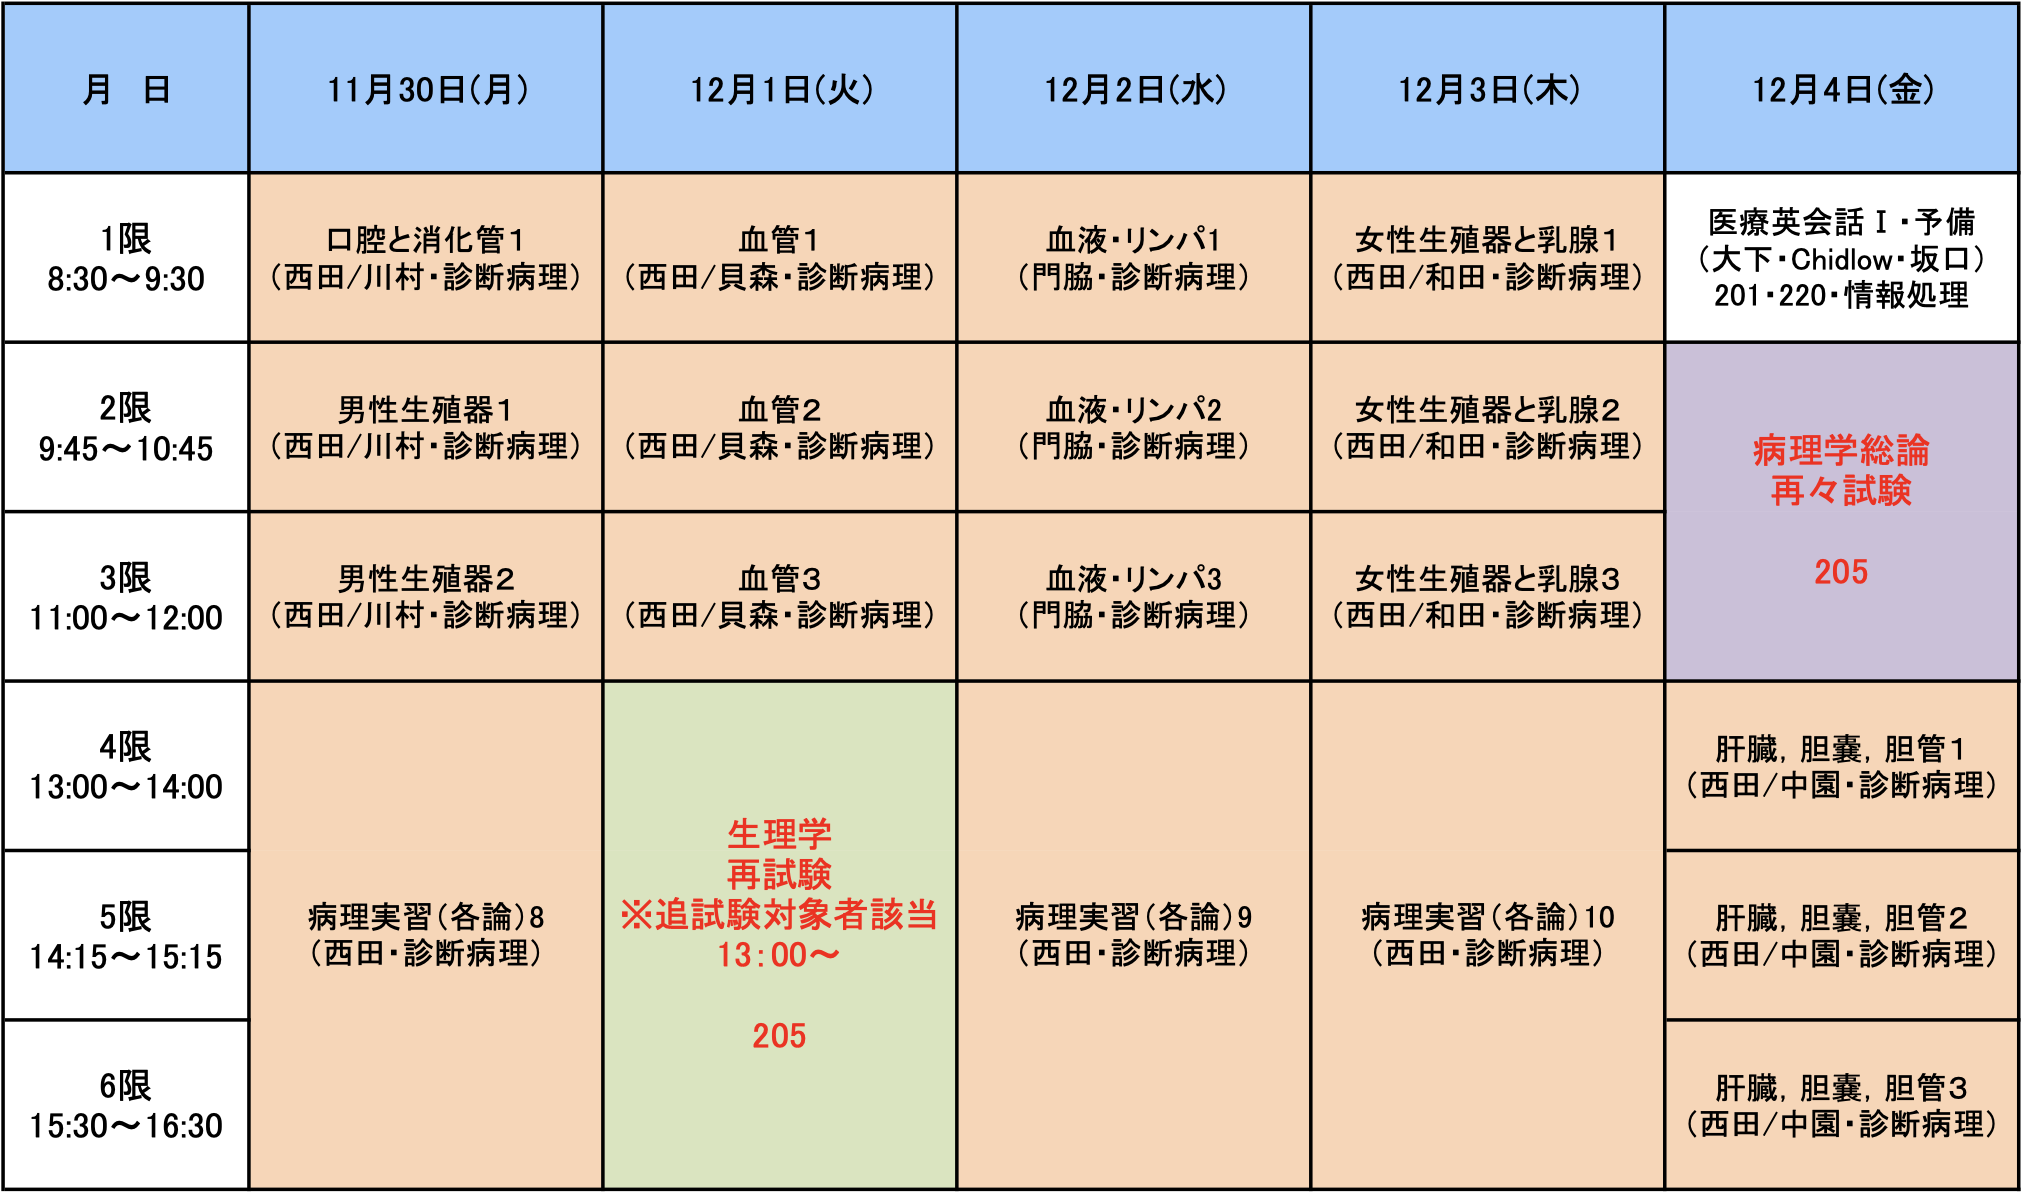 月　日
11月30日(月)
12月1日(火)
12月2日(水)
12月3日(木)
12月4日(金)
1限
8:30～9:30
口腔と消化管１
（西田/川村・診断病理）
血管１
（西田/貝森・診断病理）
血液・リンパ1
（門脇・診断病理）
女性生殖器と乳腺１
（西田/和田・診断病理）
医療英会話Ⅰ・予備
（大下・Chidlow・坂口）
201・220・情報処理
2限
9:45～10:45
男性生殖器１
（西田/川村・診断病理）
血管２
（西田/貝森・診断病理）
血液・リンパ2
（門脇・診断病理）
女性生殖器と乳腺２
（西田/和田・診断病理）
病理学総論
再々試験
205
3限
11:00～12:00
男性生殖器２
（西田/川村・診断病理）
血管３
（西田/貝森・診断病理）
血液・リンパ3
（門脇・診断病理）
女性生殖器と乳腺３
（西田/和田・診断病理）
4限
13:00～14:00
病理実習（各論）8
（西田・診断病理）
生理学
再試験
※追試験対象者該当
13：00～
205
病理実習（各論）9
（西田・診断病理）
病理実習（各論）10
（西田・診断病理）
肝臓，胆嚢，胆管１
（西田/中園・診断病理）
5限
14:15～15:15
肝臓，胆嚢，胆管２
（西田/中園・診断病理）
6限
15:30～16:30
肝臓，胆嚢，胆管３
（西田/中園・診断病理）